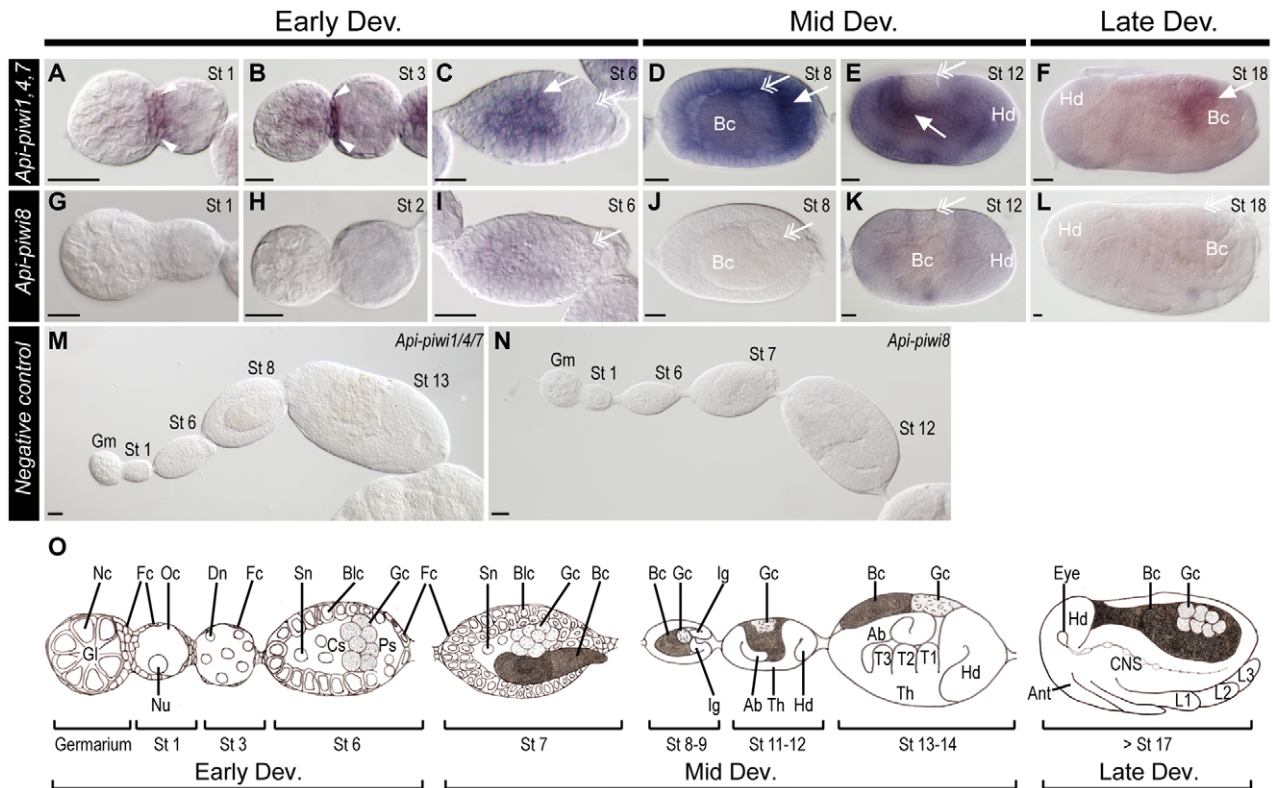 Early Dev. Mid Dev. Late Dev.
Api-piwi1,4,7
A St 1
B St 3
C St 6
D St 8 Bc
E St 12 Hd
F St 18 Hd Bc
Api-piwi8
G St 1
H St 2
I St 6
J St 8 Bc
K St 12 Bc Hd
L St 18 Hd Bc
Negative control
M Api-piwi1/4/7
Gm St 1 St 6 St 8 St 13
N Api-piwi8
Gm St 1 St 6 St 7 St 12
O
Nc Fc Oc Dn Fc Sn Blc Gc Fc Sn Blc Gc Bc Bc Gc Ig Gc Bc Gc Eye Bc Gc
Gl Cs Ps Ab T3 T2 T1 Th Hd Hd CNS
Nu Ig Ab Th Hd Ant L1 L2 L3
Germarium St 1 St 3 St 6 St 7 St 8-9 St 11-12 St 13-14 > St 17
Early Dev. Mid Dev. Late Dev.